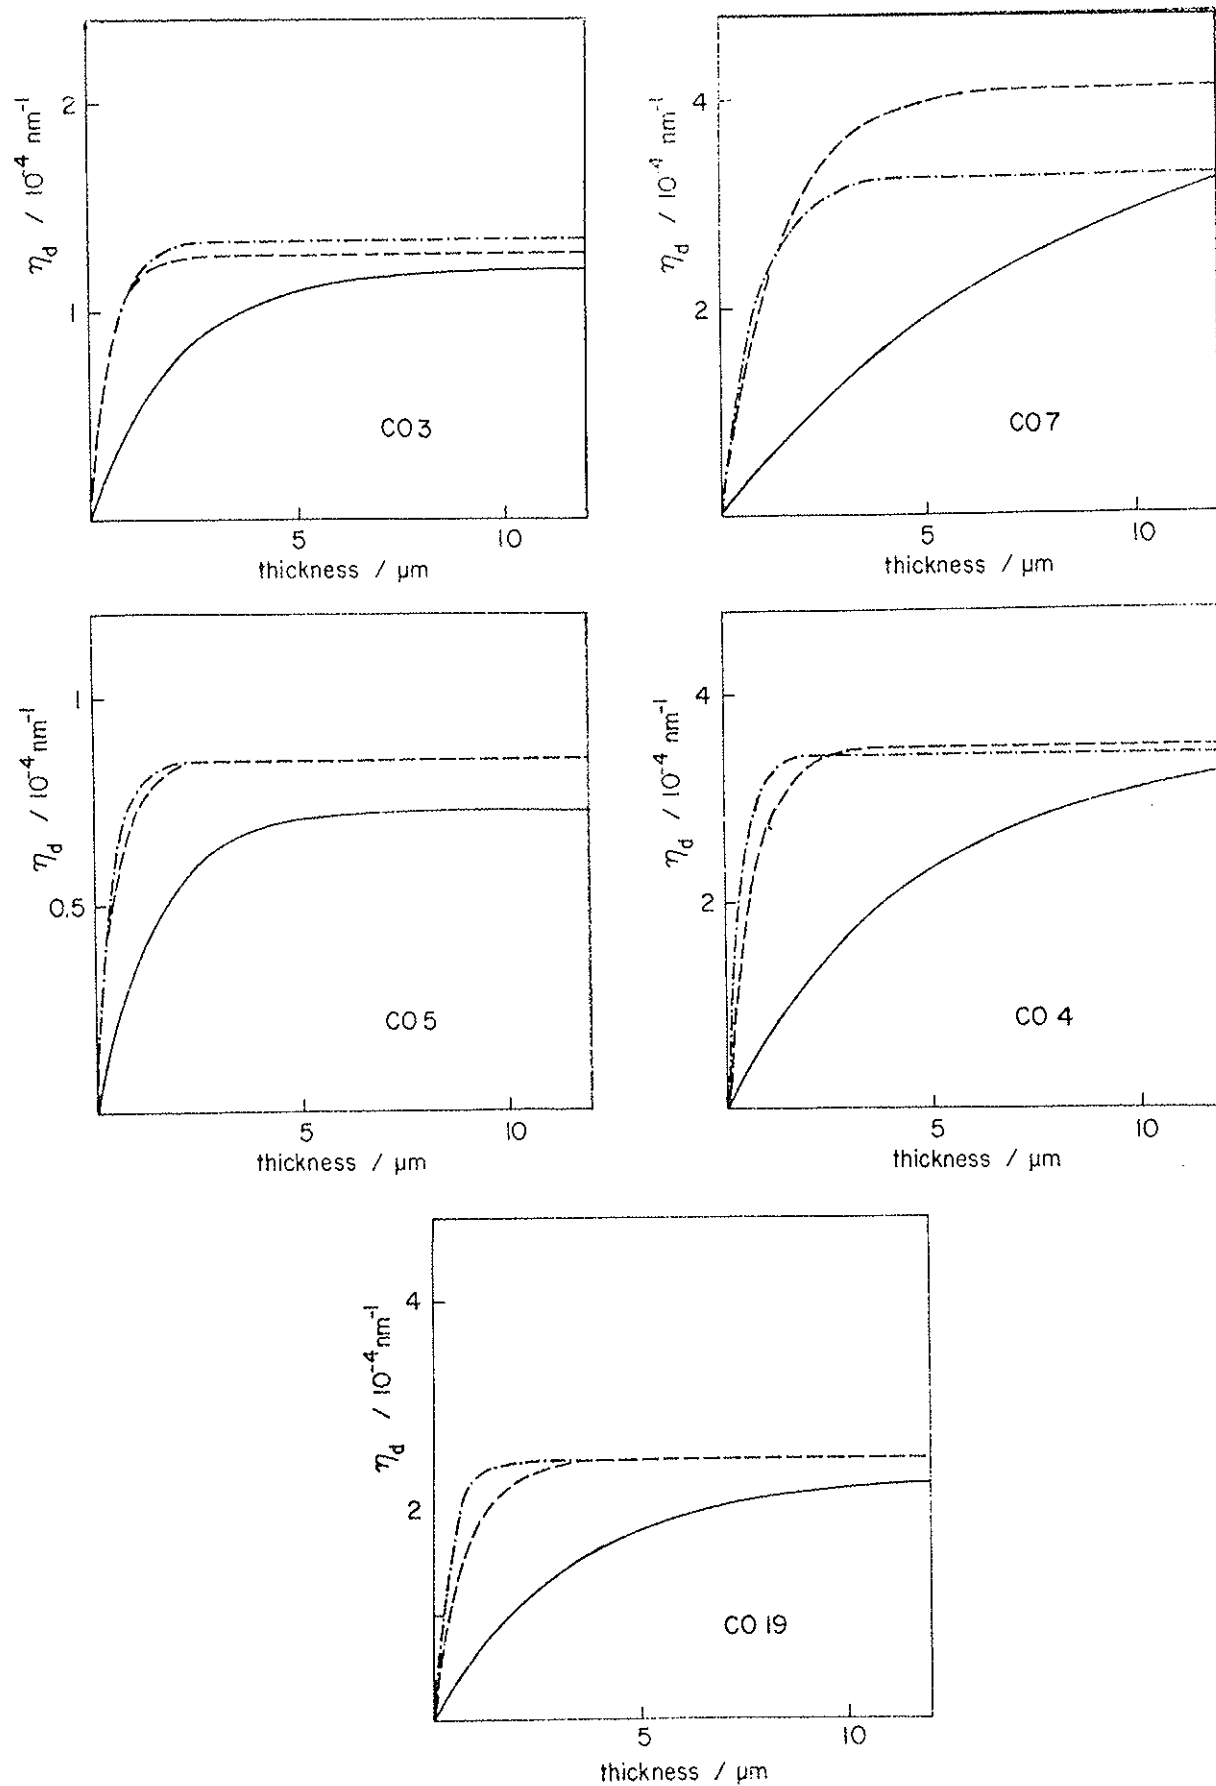 2
η_d / 10⁻⁴ nm⁻¹
1
CO3
5 10
thickness / μm
4
η_d / 10⁻⁴ nm⁻¹
2
CO7
5 10
thickness / μm
1
η_d / 10⁻⁴ nm⁻¹
0.5
CO5
5 10
thickness / μm
4
η_d / 10⁻⁴ nm⁻¹
2
CO 4
5 10
thickness / μm
4
η_d / 10⁻⁴ nm⁻¹
2
CO 19
5 10
thickness / μm